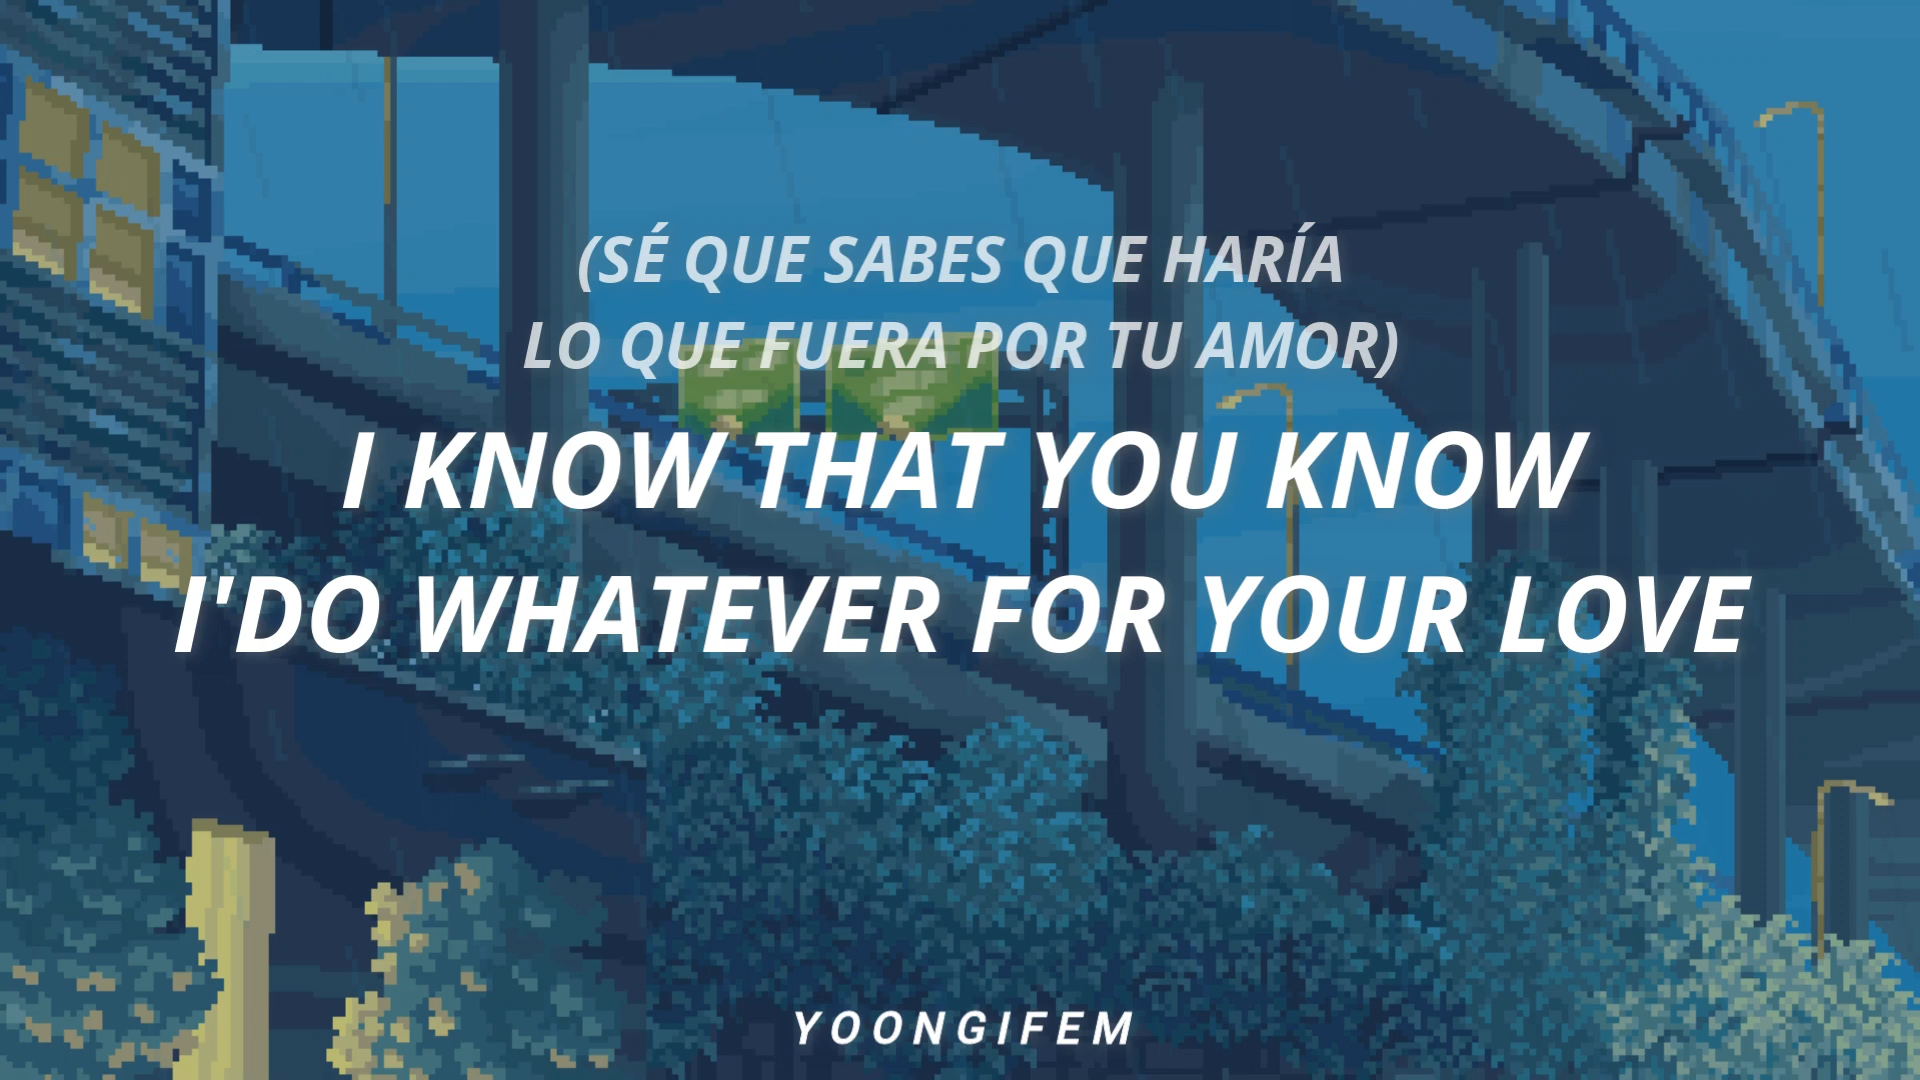 (SÉ QUE SABES QUE HARÍA
LO QUE FUERA POR TU AMOR)
I KNOW THAT YOU KNOW
I'DO WHATEVER FOR YOUR LOVE
YOONGIFEM